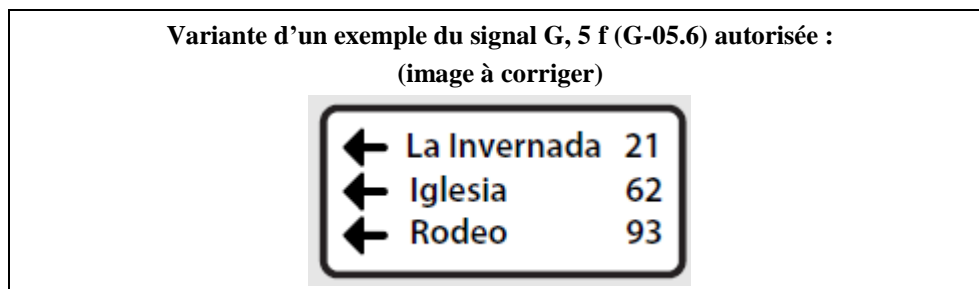 Variante d’un exemple du signal G, 5 f (G-05.6) autorisée :
(image à corriger)
La Invernada 21
Iglesia 62
Rodeo 93